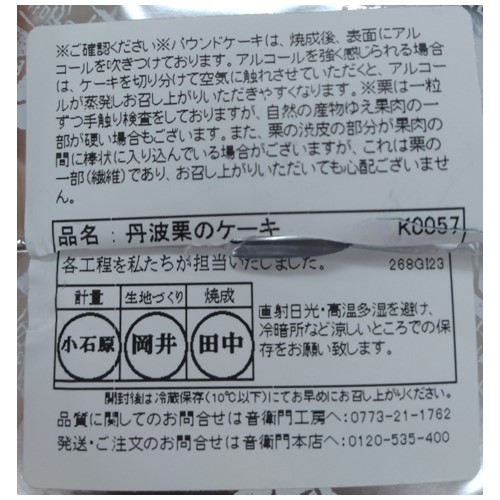 ※ご確認ください※パウンドケーキは、焼成後、表面にアル
コールを吹きつけております。アルコールを強く感じられる場合
は、ケーキを切り分けて空気に触れさせていただくと、アルコー
ルが蒸発しお召し上がりいただきやすくなります。※栗は一粒
ずつ手触り検査をしておりますが、自然の産物ゆえ果肉の一
部が硬い場合もございます。また、栗の渋皮の部分が果肉の
間に棒状に入り込んでいる場合がございますが、これは栗の
一部(繊維)であり、お召し上がりいただいても心配ございませ
ん。
品名：丹波栗のケーキ K0057
各工程を私たちが担当いたしました。 268GI23
計量 生地づくり 焼成
小石原 岡井 田中
直射日光・高温多湿を避け、
冷暗所など涼しいところでの保
存をお願い致します。
開封後は冷蔵保存(10℃以下)にてお早めにお召し上がりください。
品質に関してのお問合せは音衛門工房へ:0773-21-1762
発送・ご注文のお問合せは音衛門本店へ:0120-535-400